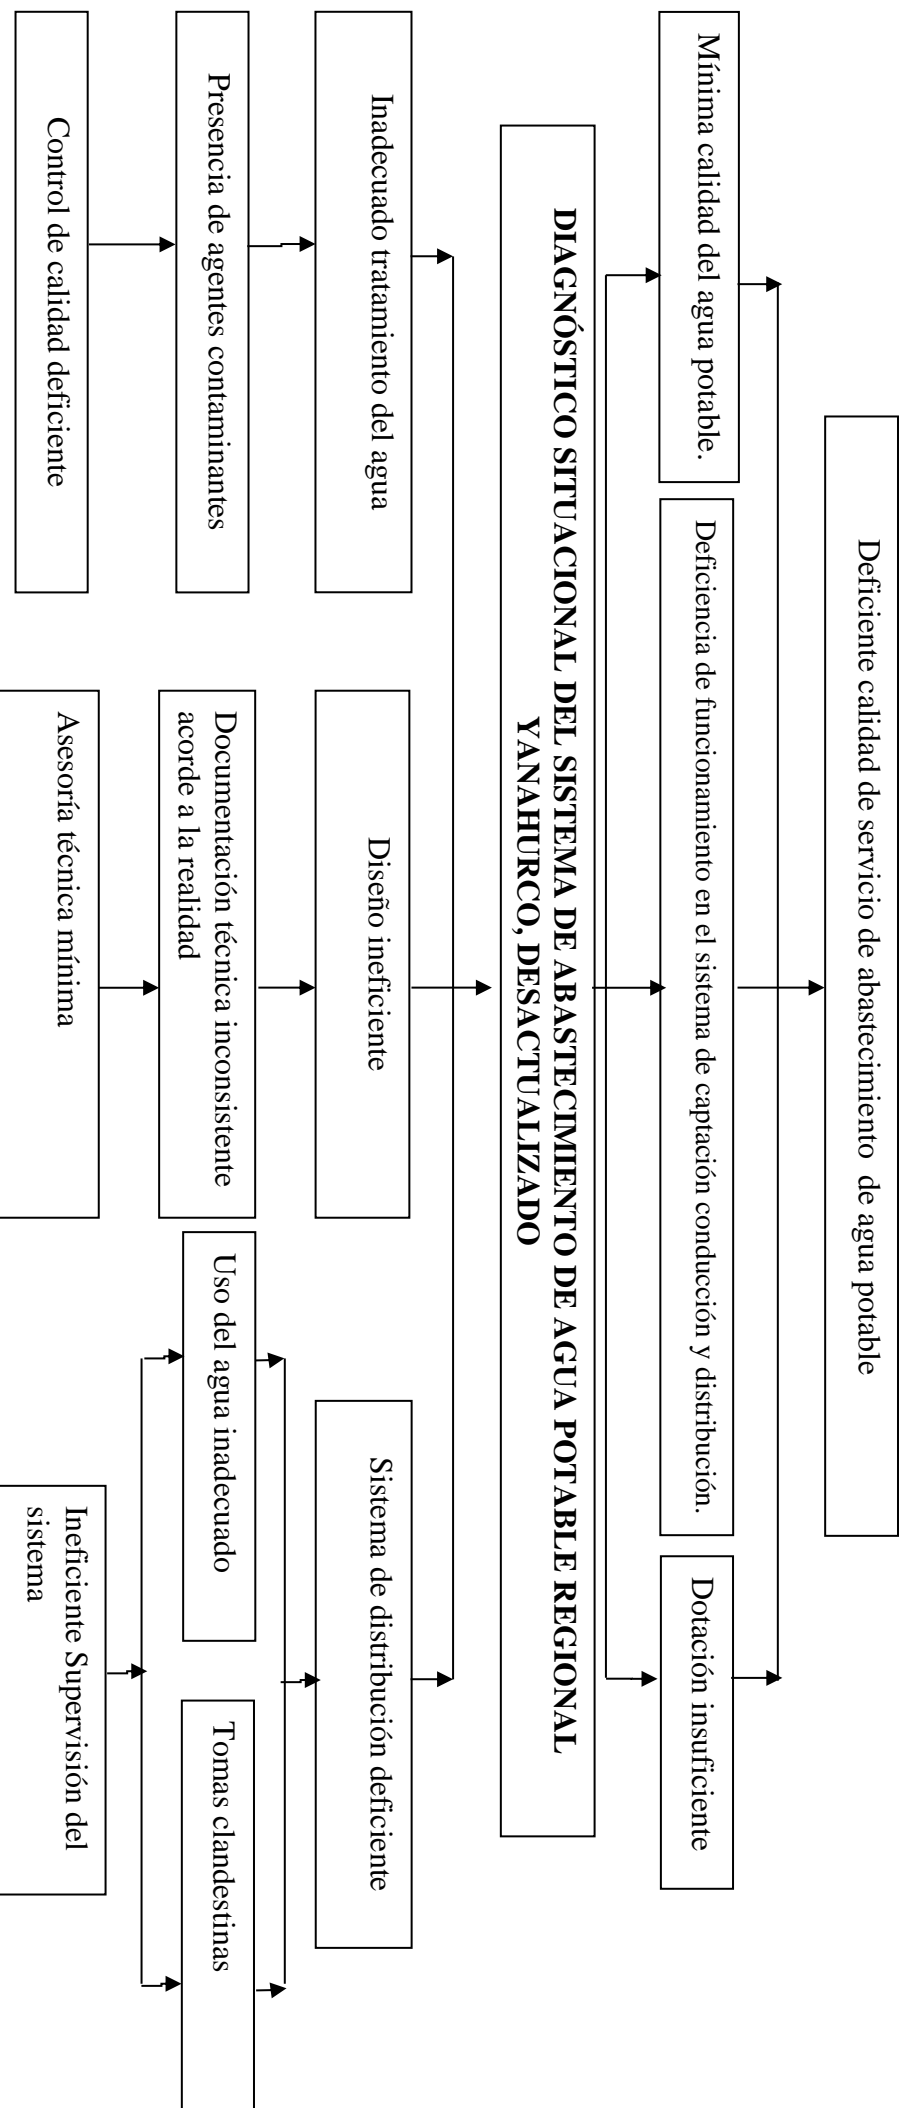 Deficiente calidad de servicio de abastecimiento de agua potable
Mínima calidad del agua potable.
Deficiencia de funcionamiento en el sistema de captación conducción y distribución.
Dotación insuficiente
DIAGNÓSTICO SITUACIONAL DEL SISTEMA DE ABASTECIMIENTO DE AGUA POTABLE REGIONAL
YANAHURCO, DESACTUALIZADO
Inadecuado tratamiento del agua
Diseño ineficiente
Sistema de distribución deficiente
Presencia de agentes contaminantes
Documentación técnica inconsistente
acorde a la realidad
Uso del agua inadecuado
Tomas clandestinas
Control de calidad deficiente
Asesoría técnica mínima
Ineficiente Supervisión del
sistema